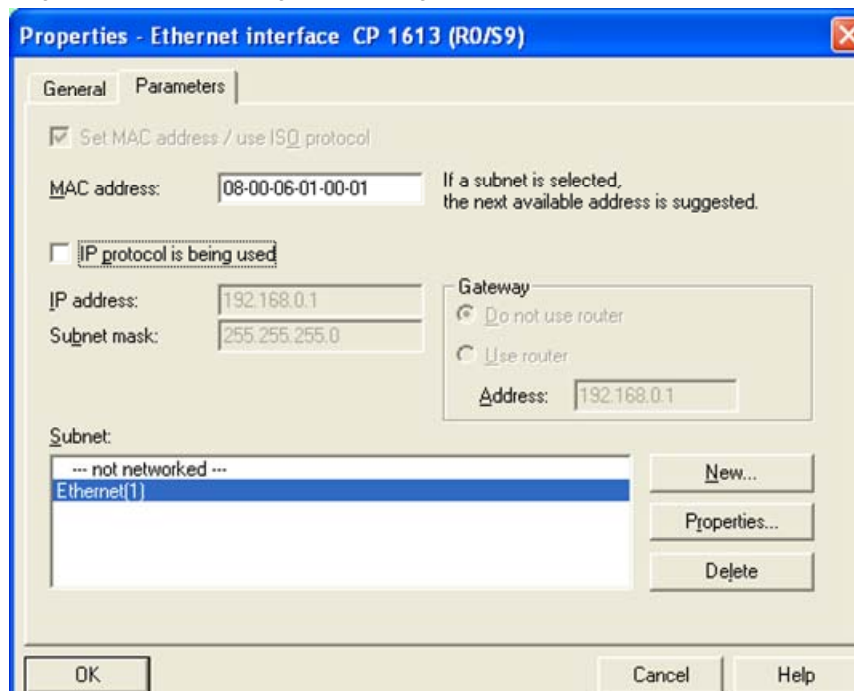 Properties - Ethernet interface CP 1613 (R0/S9)
General
Parameters
Set MAC address / use ISO protocol
MAC address:
08-00-06-01-00-01
If a subnet is selected,
the next available address is suggested.
IP protocol is being used
IP address:
192.168.0.1
Subnet mask:
255.255.255.0
Gateway
Do not use router
Use router
Address:
192.168.0.1
Subnet:
--- not networked ---
Ethernet(1)
New...
Properties...
Delete
OK
Cancel
Help